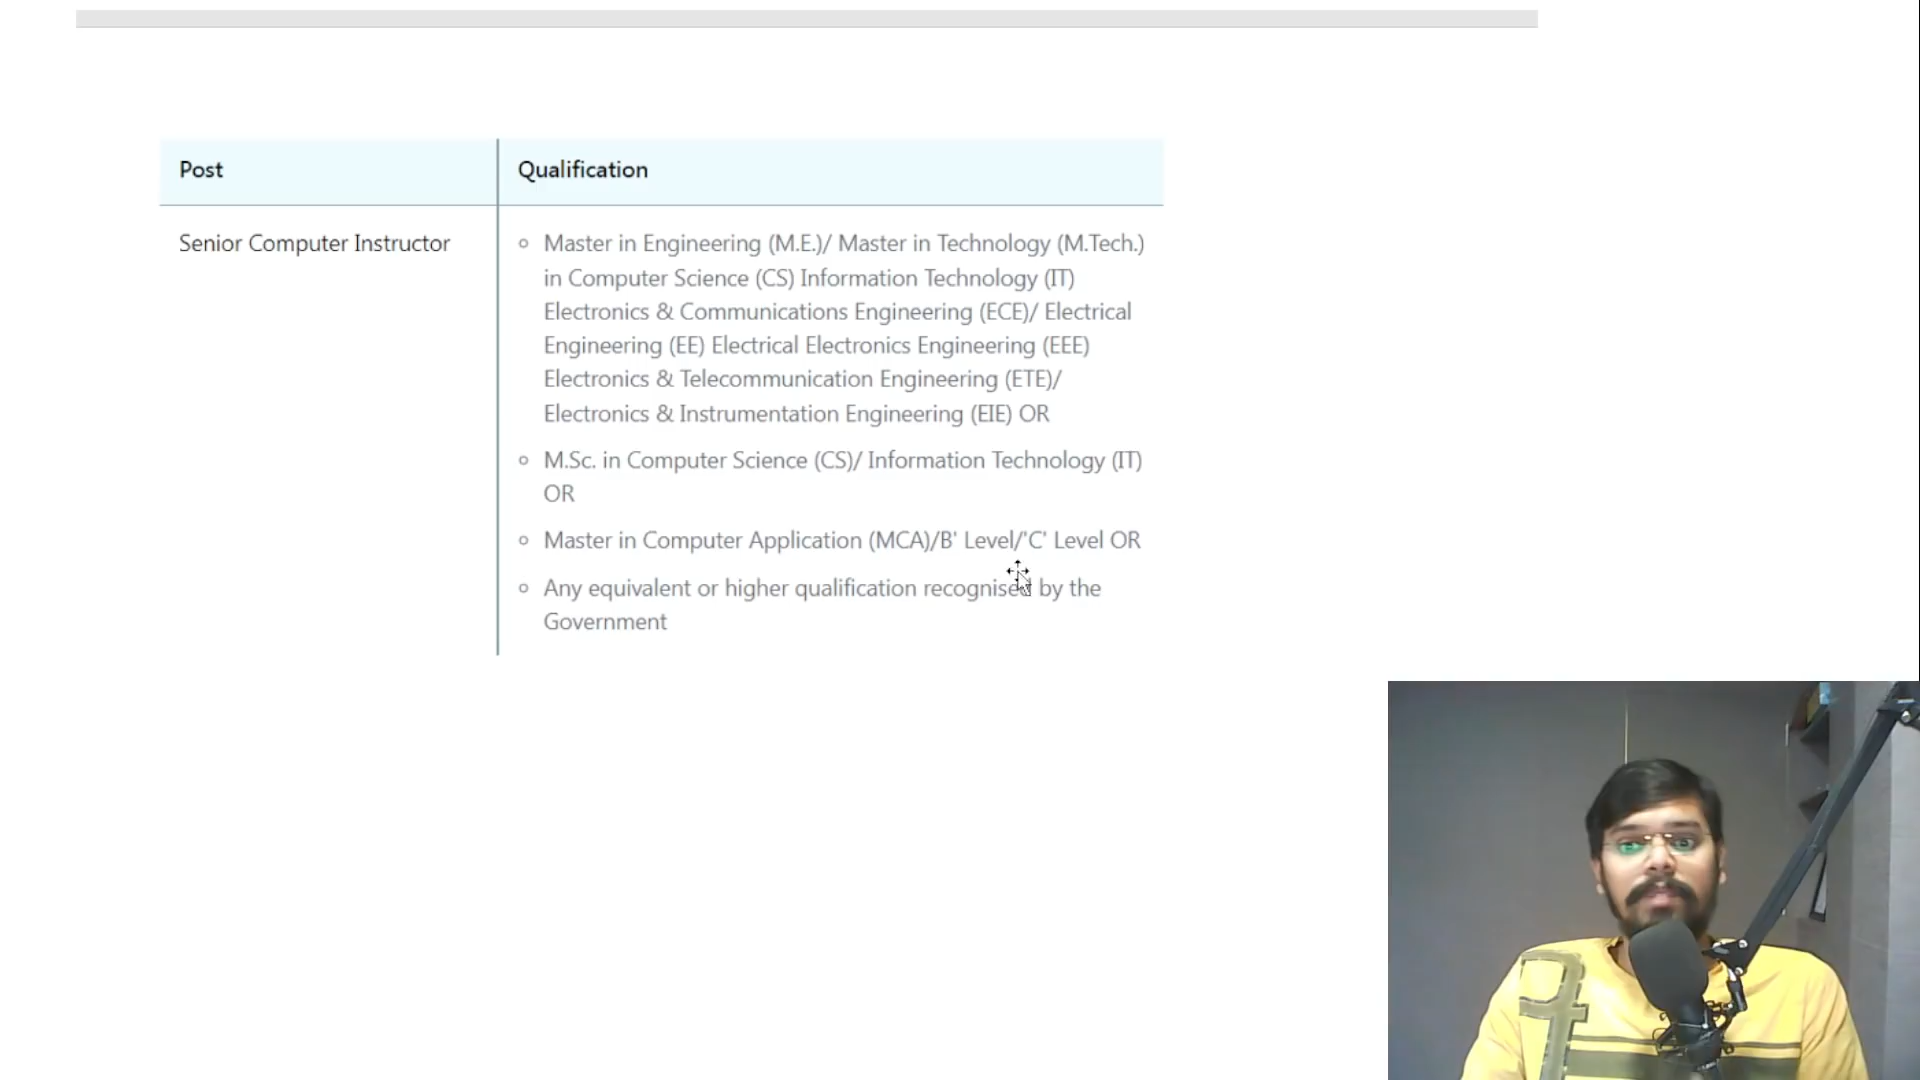 Post
Qualification
Senior Computer Instructor
Master in Engineering (M.E.)/ Master in Technology (M.Tech.)
in Computer Science (CS) Information Technology (IT)
Electronics & Communications Engineering (ECE)/ Electrical
Engineering (EE) Electrical Electronics Engineering (EEE)
Electronics & Telecommunication Engineering (ETE)/
Electronics & Instrumentation Engineering (EIE) OR
M.Sc. in Computer Science (CS)/ Information Technology (IT)
OR
Master in Computer Application (MCA)/B' Level/'C' Level OR
Any equivalent or higher qualification recognised by the
Government